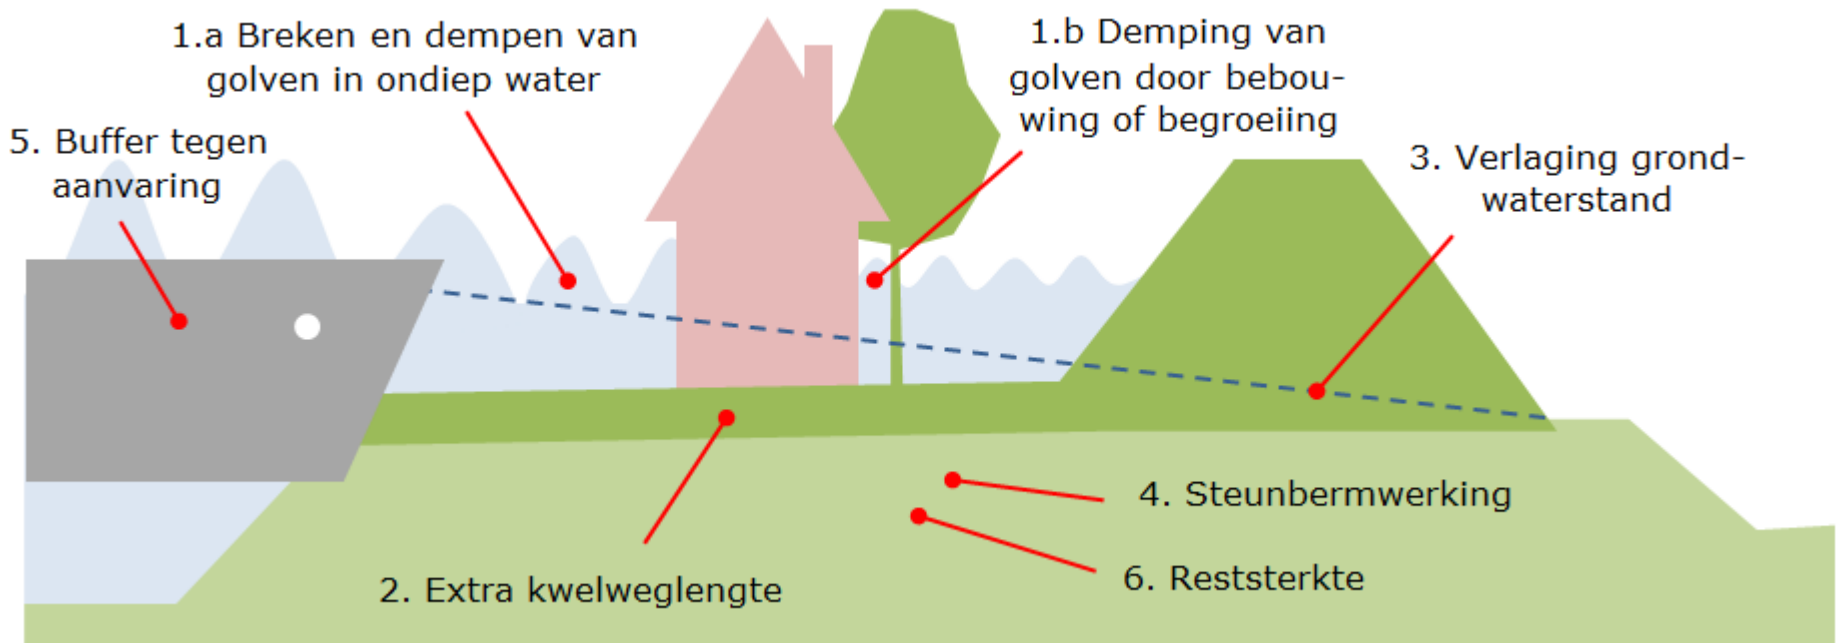 1.a Breken en dempen van
golven in ondiep water
1.b Demping van
golven door bebou-
wing of begroeiing
5. Buffer tegen
aanvaring
3. Verlaging grond-
waterstand
4. Steunbermwerking
6. Reststerkte
2. Extra kwelweglengte